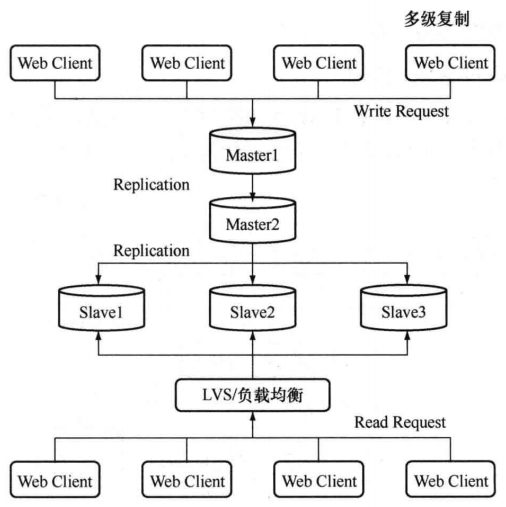 多级复制
Web Client Web Client Web Client Web Client
Write Request
Master1
Replication
Master2
Replication
Slave1 Slave2 Slave3
LVS/负载均衡
Read Request
Web Client Web Client Web Client Web Client